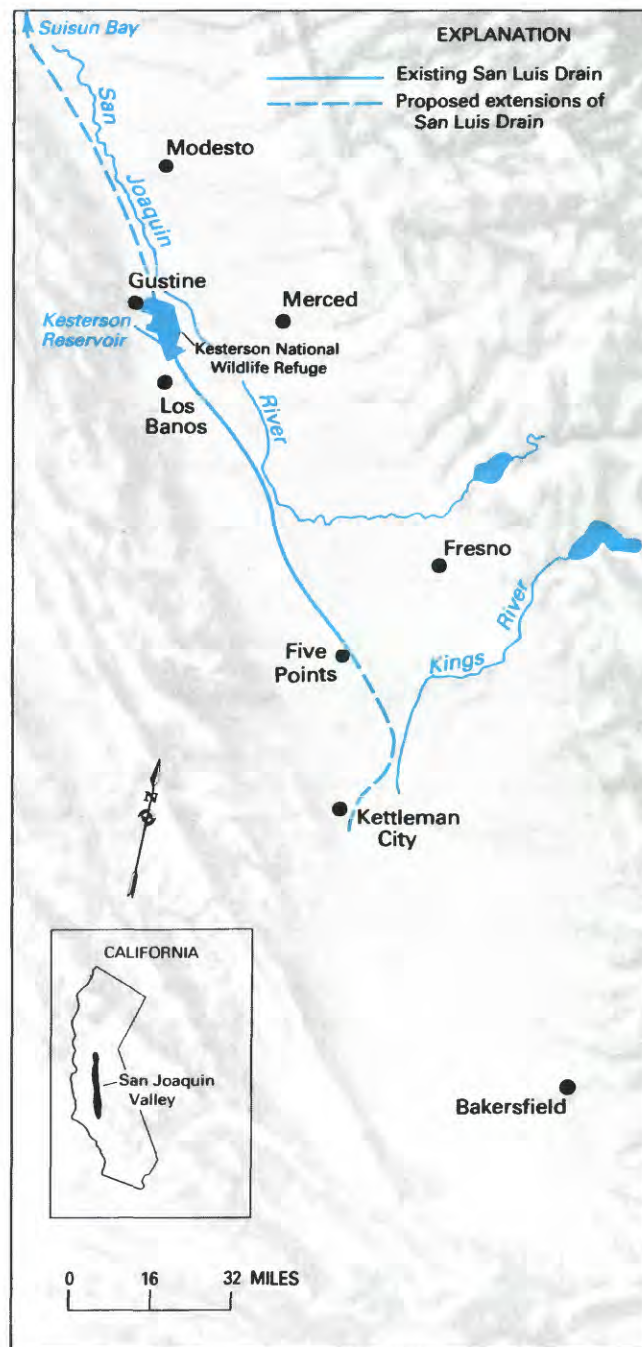 Suisun Bay
EXPLANATION
Existing San Luis Drain
Proposed extensions of
San Luis Drain
San
Joaquin
Modesto
Gustine
Merced
Kesterson
Reservoir
Kesterson National
Wildlife Refuge
Los
Banos
River
Fresno
River
Five
Points
Kings
N
Kettleman
City
CALIFORNIA
San Joaquin
Valley
Bakersfield
0 16 32 MILES